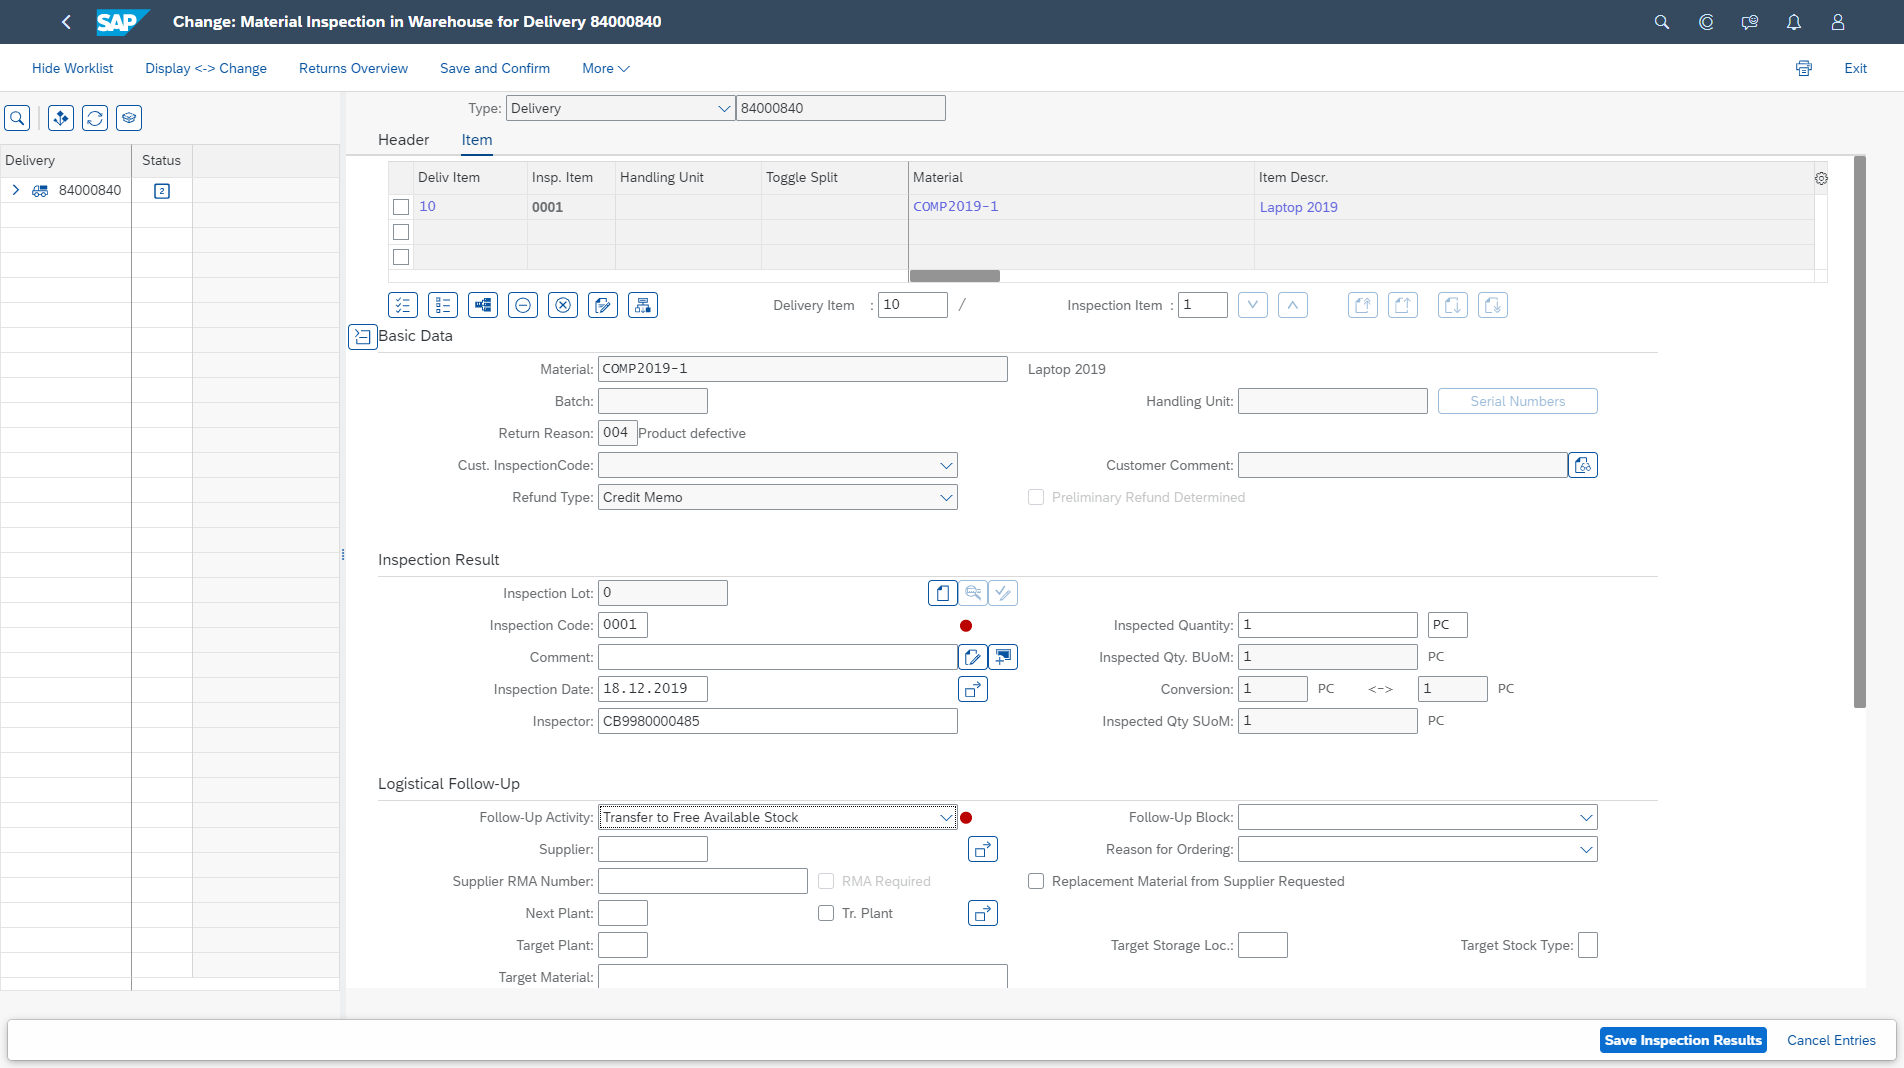 SAP Change: Material Inspection in Warehouse for Delivery 84000840
Hide Worklist Display <-> Change Returns Overview Save and Confirm More Exit
Type: Delivery 84000840
Header Item
Delivery Status
84000840 2
Deliv Item Insp. Item Handling Unit Toggle Split Material Item Descr.
10 0001 COMP2019-1 Laptop 2019
Delivery Item : 10 / Inspection Item : 1
Basic Data
Material: COMP2019-1 Laptop 2019
Batch: Handling Unit: Serial Numbers
Return Reason: 004 Product defective
Cust. InspectionCode: Customer Comment:
Refund Type: Credit Memo Preliminary Refund Determined
Inspection Result
Inspection Lot: 0
Inspection Code: 0001 Inspected Quantity: 1 PC
Comment: Inspected Qty. BUoM: 1 PC
Inspection Date: 18.12.2019 Conversion: 1 PC <-> 1 PC
Inspector: CB9980000485 Inspected Qty SUoM: 1 PC
Logistical Follow-Up
Follow-Up Activity: Transfer to Free Available Stock Follow-Up Block:
Supplier: Reason for Ordering:
Supplier RMA Number: RMA Required Replacement Material from Supplier Requested
Next Plant: Tr. Plant
Target Plant: Target Storage Loc.: Target Stock Type:
Target Material:
Save Inspection Results Cancel Entries